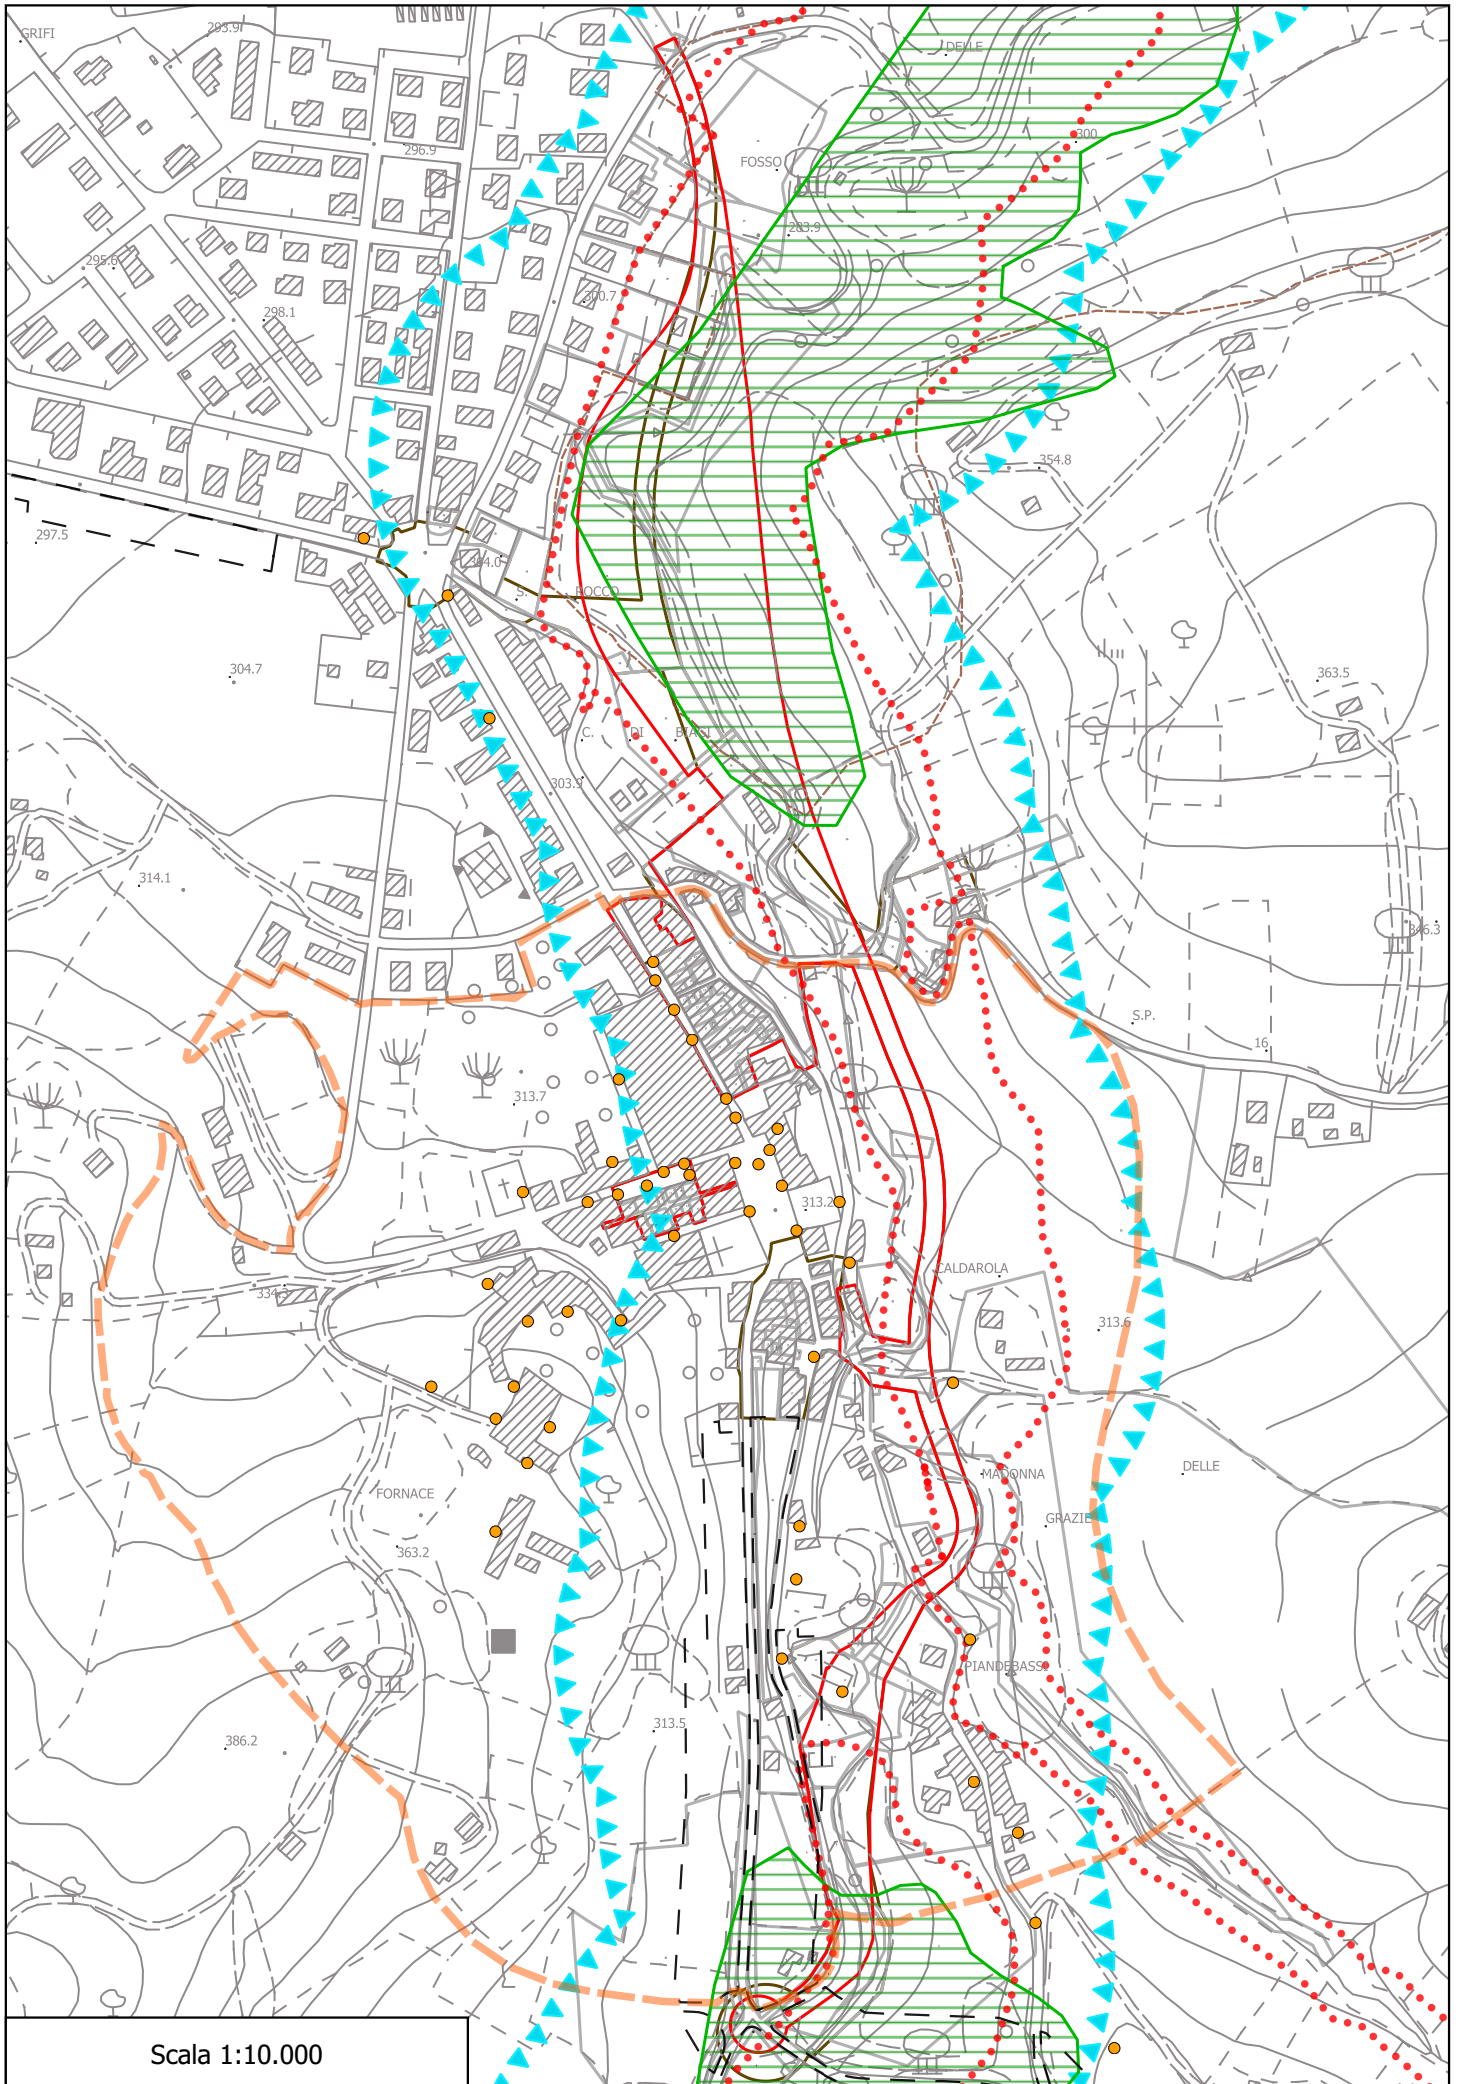 GRIFI
293.9
DELLE
300
296.9
FOSSO
283.9
295.6
300.7
298.1
354.8
297.5
304.0
S. ROCCO
304.7
363.5
C. DI BIAGI
303.9
314.1
346.3
S.P.
16
313.7
313.2
CALDAROLA
334.3
313.6
MADONNA
DELLE
FORNACE
GRAZIE
363.2
PIANDEBASSI
313.5
386.2
Scala 1:10.000